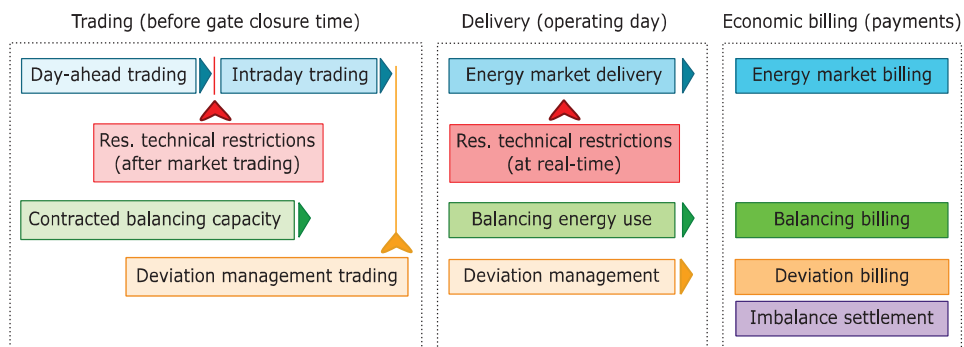 Trading (before gate closure time)
Day-ahead trading
Intraday trading
Res. technical restrictions
(after market trading)
Contracted balancing capacity
Deviation management trading
Delivery (operating day)
Energy market delivery
Res. technical restrictions
(at real-time)
Balancing energy use
Deviation management
Economic billing (payments)
Energy market billing
Balancing billing
Deviation billing
Imbalance settlement